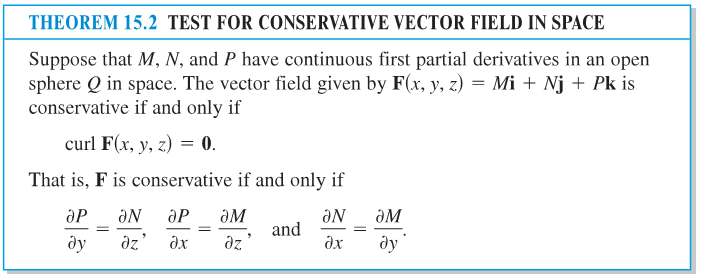 THEOREM 15.2 TEST FOR CONSERVATIVE VECTOR FIELD IN SPACE
Suppose that M, N, and P have continuous first partial derivatives in an open
sphere Q in space. The vector field given by F(x, y, z) = Mi + Nj + Pk is
conservative if and only if
curl F(x, y, z) = 0.
That is, F is conservative if and only if
∂P/∂y = ∂N/∂z, ∂P/∂x = ∂M/∂z, and ∂N/∂x = ∂M/∂y.